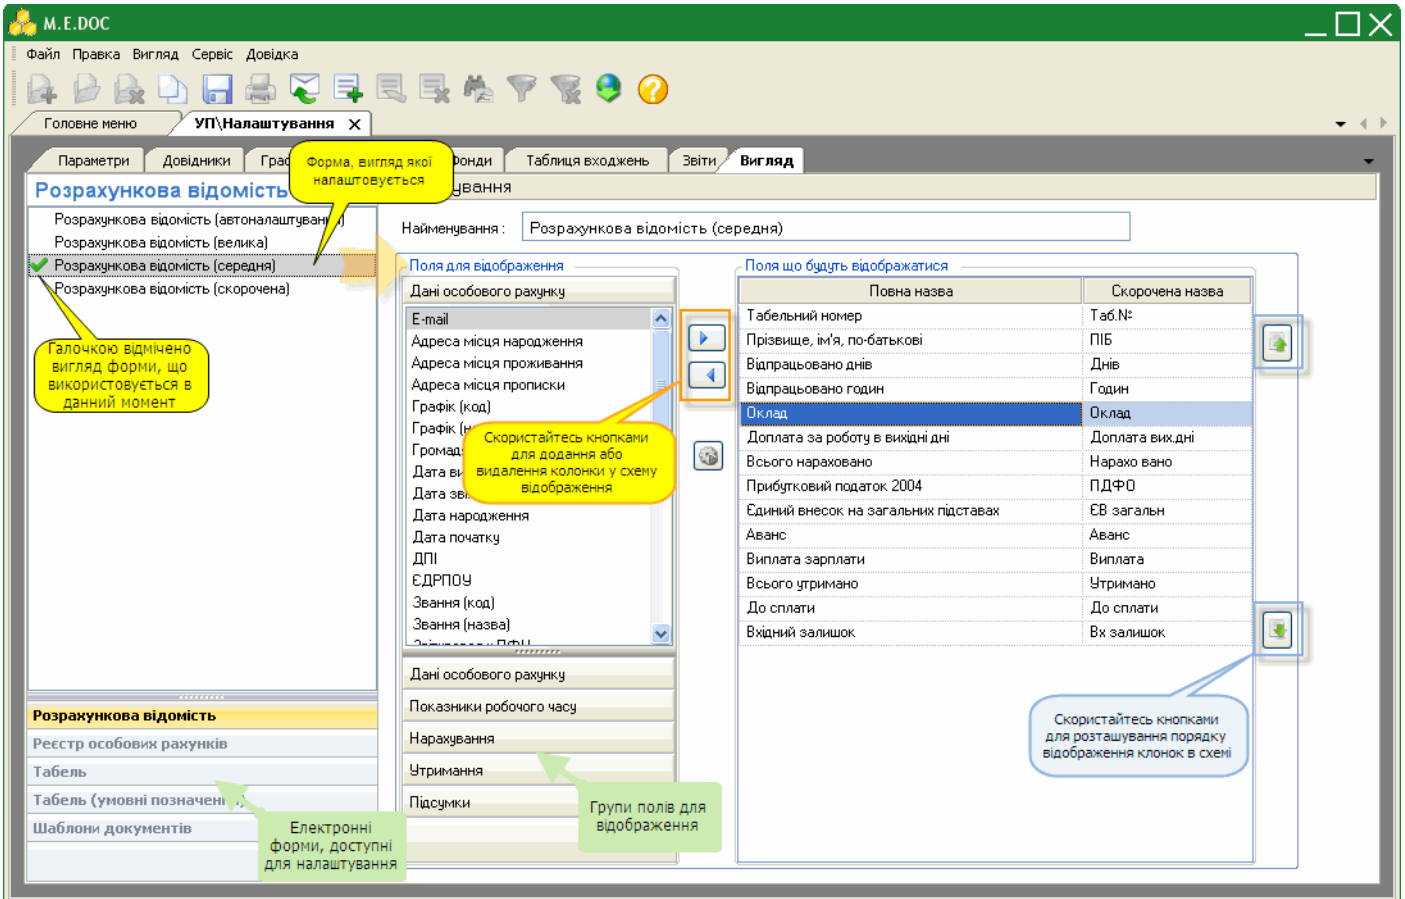 M.E.DOC
Файл Правка Вигляд Сервіс Довідка
Головне меню
УП\Налаштування X
Параметри
Довідники
Фонди
Таблиця входжень
Звіти
Вигляд
Форма, вигляд якої
налаштовується
Розрахункова відомість
Розрахункова відомість (автоналаштування)
Розрахункова відомість (велика)
Розрахункова відомість (середня)
Розрахункова відомість (скорочена)
Галочкою відмічено
вигляд форми, що
використовується в
данний момент
Розрахункова відомість
Реєстр особових рахунків
Табель
Табель (умовні позначення)
Шаблони документів
Електронні
форми, доступні
для налаштування
Найменування :
Розрахункова відомість (середня)
Поля для відображення
Дані особового рахунку
E-mail
Адреса місця народження
Адреса місця проживання
Адреса місця прописки
Графік (код)
Графік
Дата народження
Дата початку
ДПІ
ЄДРПОУ
Звання (код)
Звання (назва)
Дані особового рахунку
Показники робочого часу
Нарахування
Утримання
Підсумки
Групи полів для
відображення
Скористайтесь кнопками
для додання або
видалення колонки у схему
відображення
Поля що будуть відображатися
Повна назва Скорочена назва
Табельний номер Таб.№
Прізвище, ім'я, по-батькові ПІБ
Відпрацьовано днів Днів
Відпрацьовано годин Годин
Оклад Оклад
Доплата за роботу в вихідні дні Доплата вих.дні
Всього нараховано Нарахо вано
Прибутковий податок 2004 ПДФО
Єдиний внесок на загальних підставах ЄВ загальн
Аванс Аванс
Виплата зарплати Виплата
Всього утримано Утримано
До сплати До сплати
Вхідний залишок Вх залишок
Скористайтесь кнопками
для розташування порядку
відображення клонок в схемі